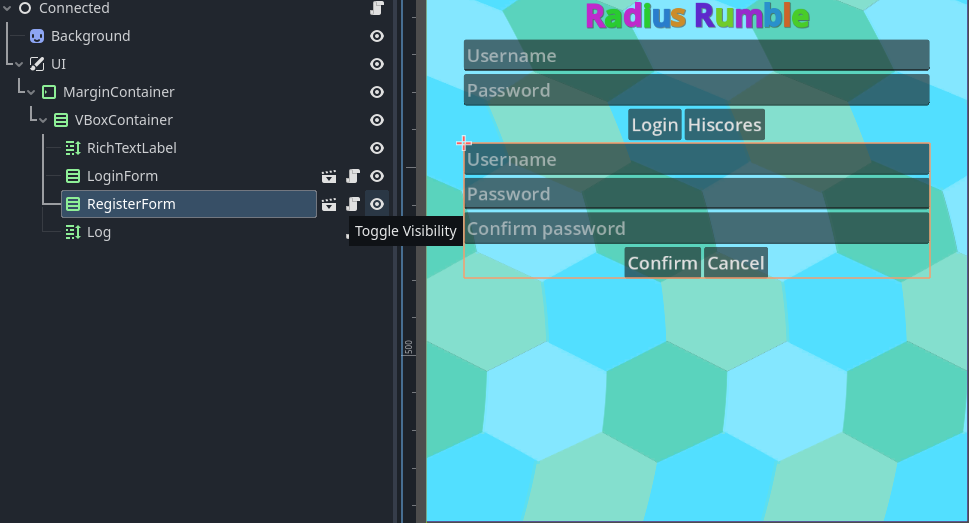 Connected
Background
UI
MarginContainer
VBoxContainer
RichTextLabel
LoginForm
RegisterForm
Log
Toggle Visibility
500
Radius Rumble
Username
Password
Login Hiscores
Username
Password
Confirm password
Confirm Cancel